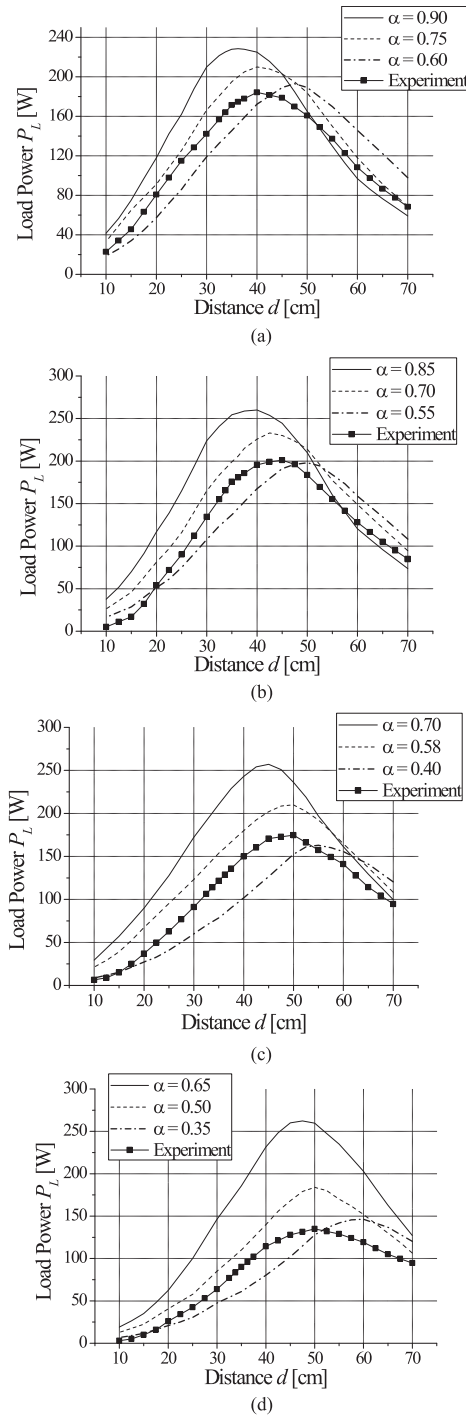 α = 0.90
α = 0.75
α = 0.60
Experiment
Load Power P_L [W]
240
200
160
120
80
40
0
10 20 30 40 50 60 70
Distance d [cm]
(a)
α = 0.85
α = 0.70
α = 0.55
Experiment
Load Power P_L [W]
300
250
200
150
100
50
0
10 20 30 40 50 60 70
Distance d [cm]
(b)
α = 0.70
α = 0.58
α = 0.40
Experiment
Load Power P_L [W]
300
250
200
150
100
50
0
10 20 30 40 50 60 70
Distance d [cm]
(c)
α = 0.65
α = 0.50
α = 0.35
Experiment
Load Power P_L [W]
300
250
200
150
100
50
0
10 20 30 40 50 60 70
Distance d [cm]
(d)